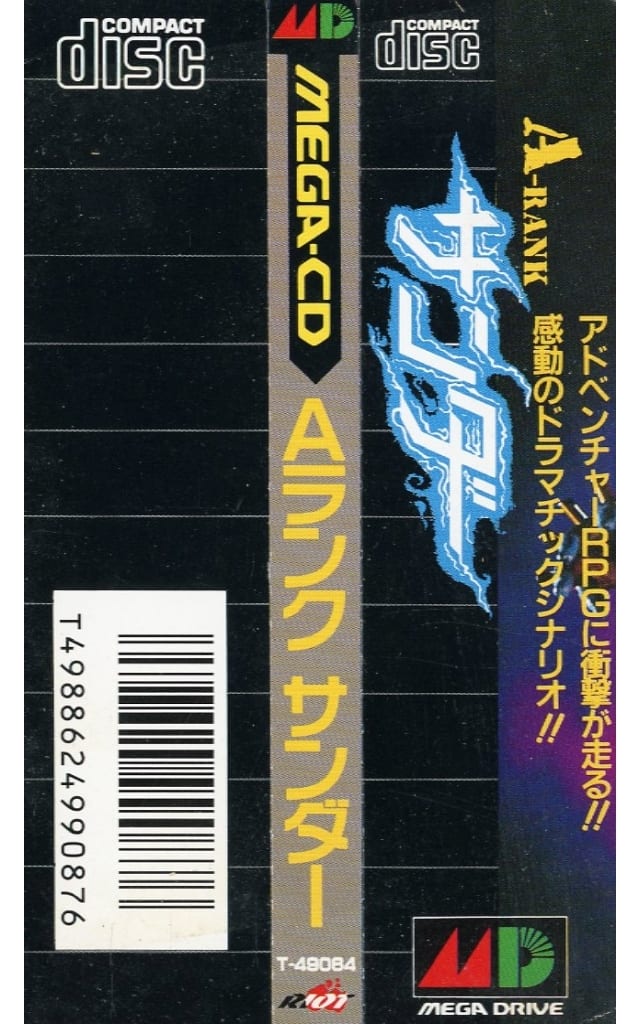 COMPACT
disc
T4988624990876
MD
MEGA-CD
Aランク サンダー
T-49084
RIOT
COMPACT
disc
A-RANK
サンダー
アドベンチャーRPGに衝撃が走る!!
感動のドラマチックシナリオ!!
MD
MEGA DRIVE